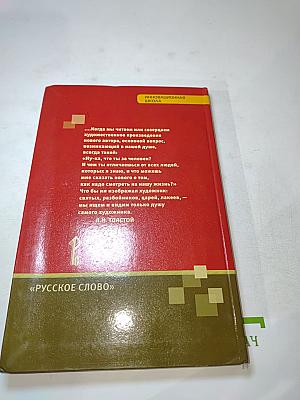 ИННОВАЦИОННАЯ
ШКОЛА
...Когда мы читаем или созерцаем
художественное произведение
нового автора, основной вопрос,
возникающий в нашей душе,
всегда такой:
«Ну-ка, что ты за человек?
И чем ты отличаешься от всех людей,
которых я знаю, и что можешь
мне сказать нового о том,
как надо смотреть на нашу жизнь?»
Что бы ни изображал художник:
святых, разбойников, царей, лакеев, —
мы ищем и видим только душу
самого художника.
Л.Н. ТОЛСТОЙ
«РУССКОЕ СЛОВО»